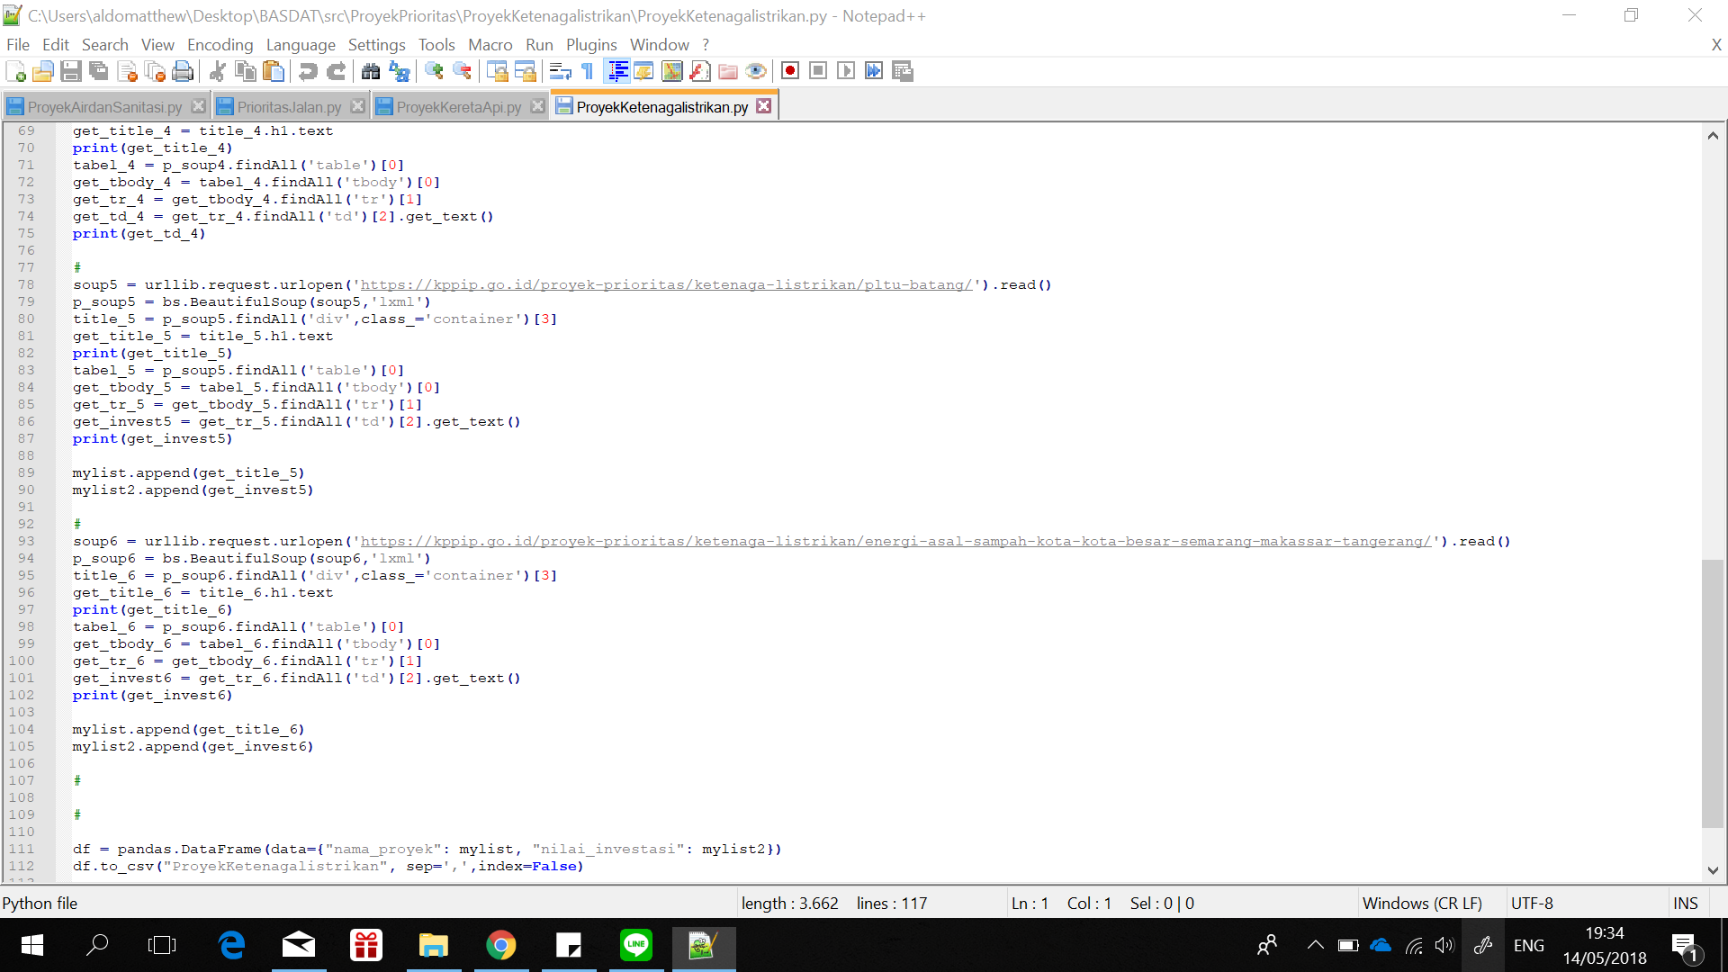 C:\Users\aldomatthew\Desktop\BASDAT\src\ProyekPrioritas\ProyekKetenagalistrikan\ProyekKetenagalistrikan.py - Notepad++
File Edit Search View Encoding Language Settings Tools Macro Run Plugins Window ? X
ProyekAirdanSanitasi.py PrioritasJalan.py ProyekKeretaApi.py ProyekKetenagalistrikan.py
69 get_title_4 = title_4.h1.text
70 print(get_title_4)
71 tabel_4 = p_soup4.findAll('table')[0]
72 get_tbody_4 = tabel_4.findAll('tbody')[0]
73 get_tr_4 = get_tbody_4.findAll('tr')[1]
74 get_td_4 = get_tr_4.findAll('td')[2].get_text()
75 print(get_td_4)
76
77 #
78 soup5 = urllib.request.urlopen('https://kppip.go.id/proyek-prioritas/ketenaga-listrikan/pltu-batang/').read()
79 p_soup5 = bs.BeautifulSoup(soup5,'lxml')
80 title_5 = p_soup5.findAll('div',class_='container')[3]
81 get_title_5 = title_5.h1.text
82 print(get_title_5)
83 tabel_5 = p_soup5.findAll('table')[0]
84 get_tbody_5 = tabel_5.findAll('tbody')[0]
85 get_tr_5 = get_tbody_5.findAll('tr')[1]
86 get_invest5 = get_tr_5.findAll('td')[2].get_text()
87 print(get_invest5)
88
89 mylist.append(get_title_5)
90 mylist2.append(get_invest5)
91
92 #
93 soup6 = urllib.request.urlopen('https://kppip.go.id/proyek-prioritas/ketenaga-listrikan/energi-asal-sampah-kota-kota-besar-semarang-makassar-tangerang/').read()
94 p_soup6 = bs.BeautifulSoup(soup6,'lxml')
95 title_6 = p_soup6.findAll('div',class_='container')[3]
96 get_title_6 = title_6.h1.text
97 print(get_title_6)
98 tabel_6 = p_soup6.findAll('table')[0]
99 get_tbody_6 = tabel_6.findAll('tbody')[0]
100 get_tr_6 = get_tbody_6.findAll('tr')[1]
101 get_invest6 = get_tr_6.findAll('td')[2].get_text()
102 print(get_invest6)
103
104 mylist.append(get_title_6)
105 mylist2.append(get_invest6)
106
107 #
108
109 #
110
111 df = pandas.DataFrame(data={"nama_proyek": mylist, "nilai_investasi": mylist2})
112 df.to_csv("ProyekKetenagalistrikan", sep=',',index=False)
Python file length : 3.662 lines : 117 Ln : 1 Col : 1 Sel : 0 | 0 Windows (CR LF) UTF-8 INS
LINE ENG 19:34
14/05/2018 1